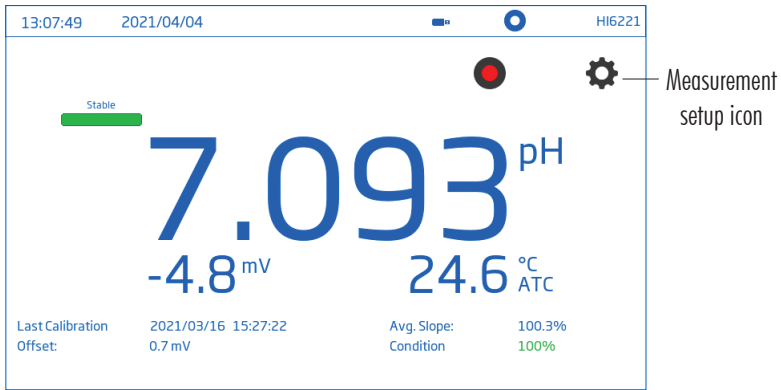 13:07:49 2021/04/04 HI6221
Measurement
setup icon
Stable
7.093 pH
-4.8 mV 24.6 °C
ATC
Last Calibration 2021/03/16 15:27:22 Avg. Slope: 100.3%
Offset: 0.7 mV Condition 100%